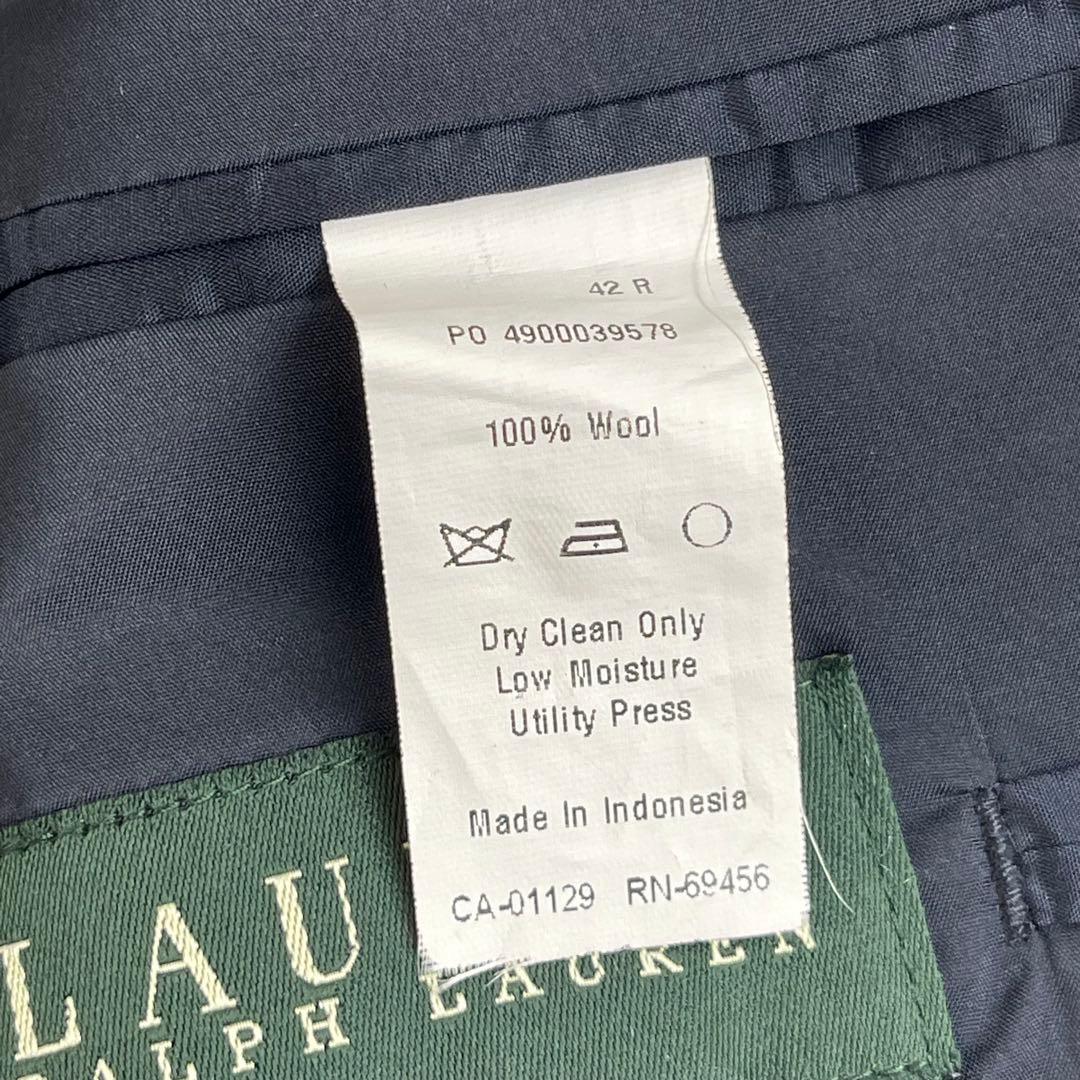 42 R
PO 4900039578
100% Wool
Dry Clean Only
Low Moisture
Utility Press
Made In Indonesia
CA-01129 RN-69456
LAU
RALPH LAUREN